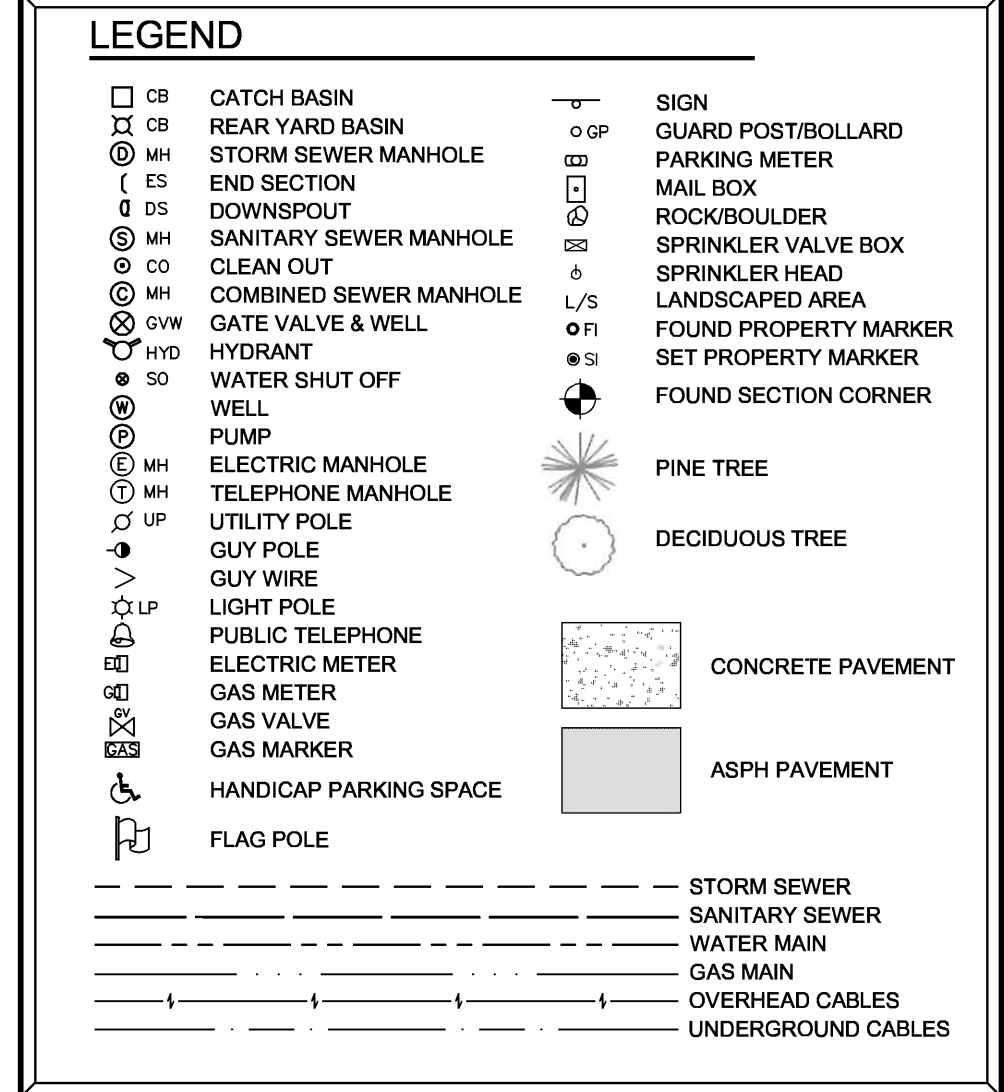 LEGEND
CB CATCH BASIN
CB REAR YARD BASIN
D MH STORM SEWER MANHOLE
ES END SECTION
DS DOWNSPOUT
S MH SANITARY SEWER MANHOLE
CO CLEAN OUT
C MH COMBINED SEWER MANHOLE
GVW GATE VALVE & WELL
HYD HYDRANT
SO WATER SHUT OFF
W WELL
P PUMP
E MH ELECTRIC MANHOLE
T MH TELEPHONE MANHOLE
UP UTILITY POLE
GUY POLE
GUY WIRE
LP LIGHT POLE
PUBLIC TELEPHONE
E ELECTRIC METER
G GAS METER
GV GAS VALVE
GAS GAS MARKER
HANDICAP PARKING SPACE
FLAG POLE
SIGN
GP GUARD POST/BOLLARD
PARKING METER
MAIL BOX
ROCK/BOULDER
SPRINKLER VALVE BOX
SPRINKLER HEAD
L/S LANDSCAPED AREA
FI FOUND PROPERTY MARKER
SI SET PROPERTY MARKER
FOUND SECTION CORNER
PINE TREE
DECIDUOUS TREE
CONCRETE PAVEMENT
ASPH PAVEMENT
STORM SEWER
SANITARY SEWER
WATER MAIN
GAS MAIN
OVERHEAD CABLES
UNDERGROUND CABLES